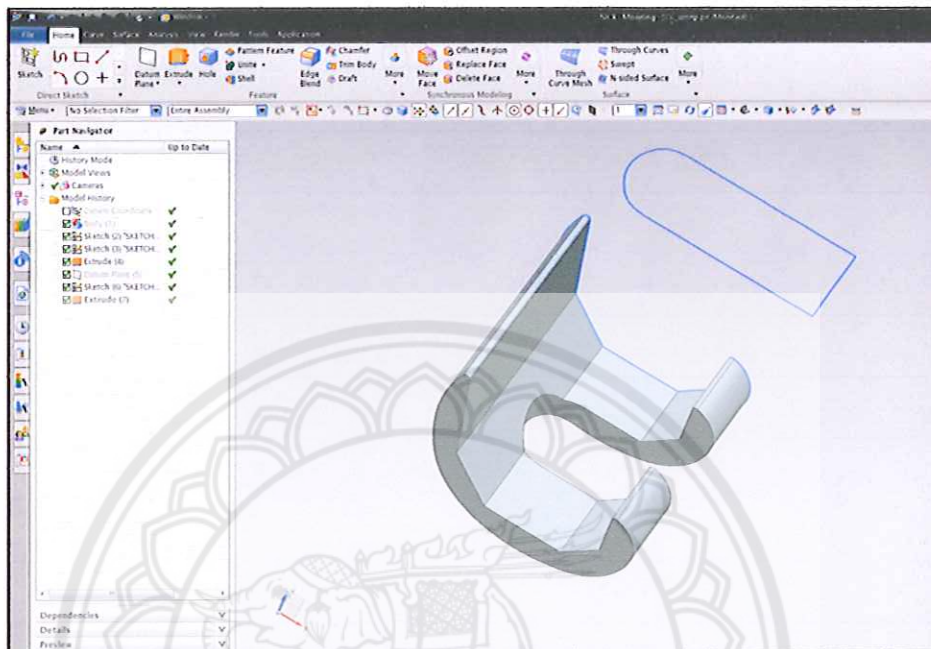 Window
File Home Curve Surface Analysis View Render Tools Application
Sketch
Direct Sketch
Datum Plane
Extrude
Hole
Pattern Feature
Unite
Shell
Edge Blend
Chamfer
Trim Body
Draft
More
Feature
Move Face
Offset Region
Replace Face
Delete Face
More
Synchronous Modeling
Through Curve Mesh
Through Curves
Swept
N-sided Surface
More
Surface
Menu No Selection Filter Entire Assembly
Part Navigator
Name Up to Date
History Mode
Model Views
Cameras
Model History
Datum Coordinate
Body (1)
Sketch (2) "SKETCH...
Sketch (3) "SKETCH...
Extrude (4)
Datum Plane (5)
Sketch (6) "SKETCH...
Extrude (7)
Dependencies
Details
Preview